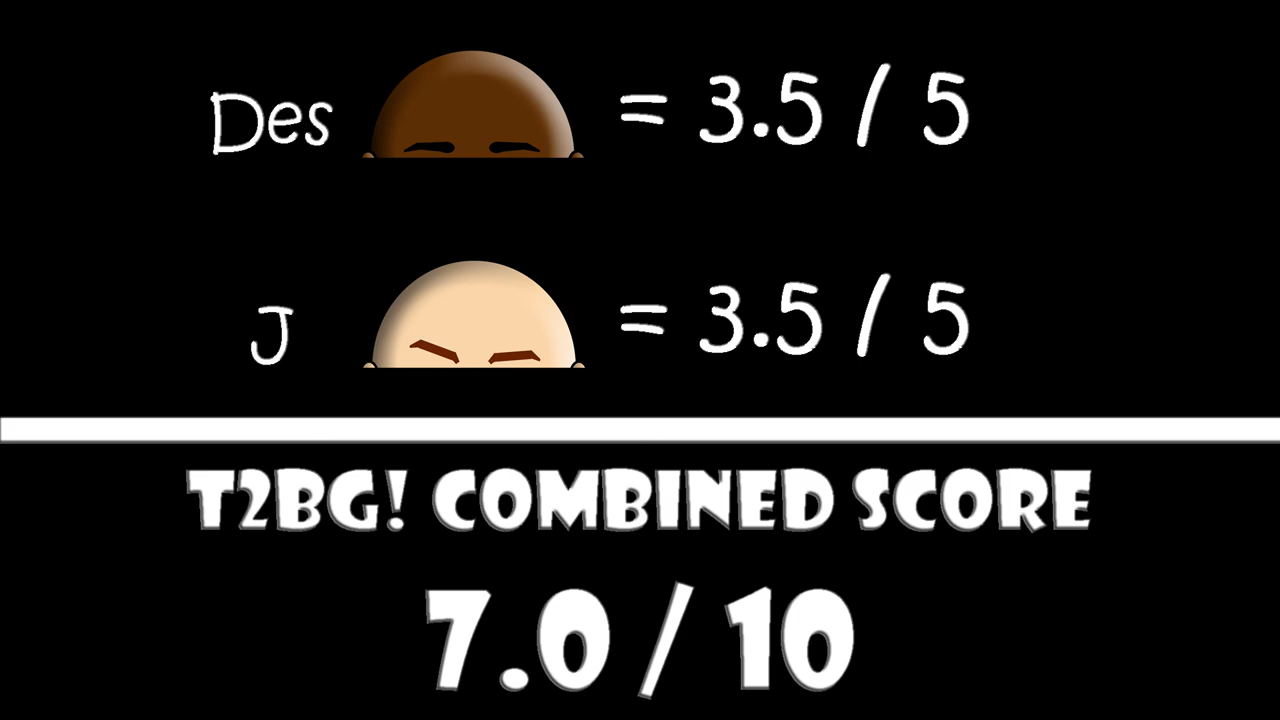 Des = 3.5 / 5
J = 3.5 / 5
T2BG! COMBINED SCORE
7.0 / 10